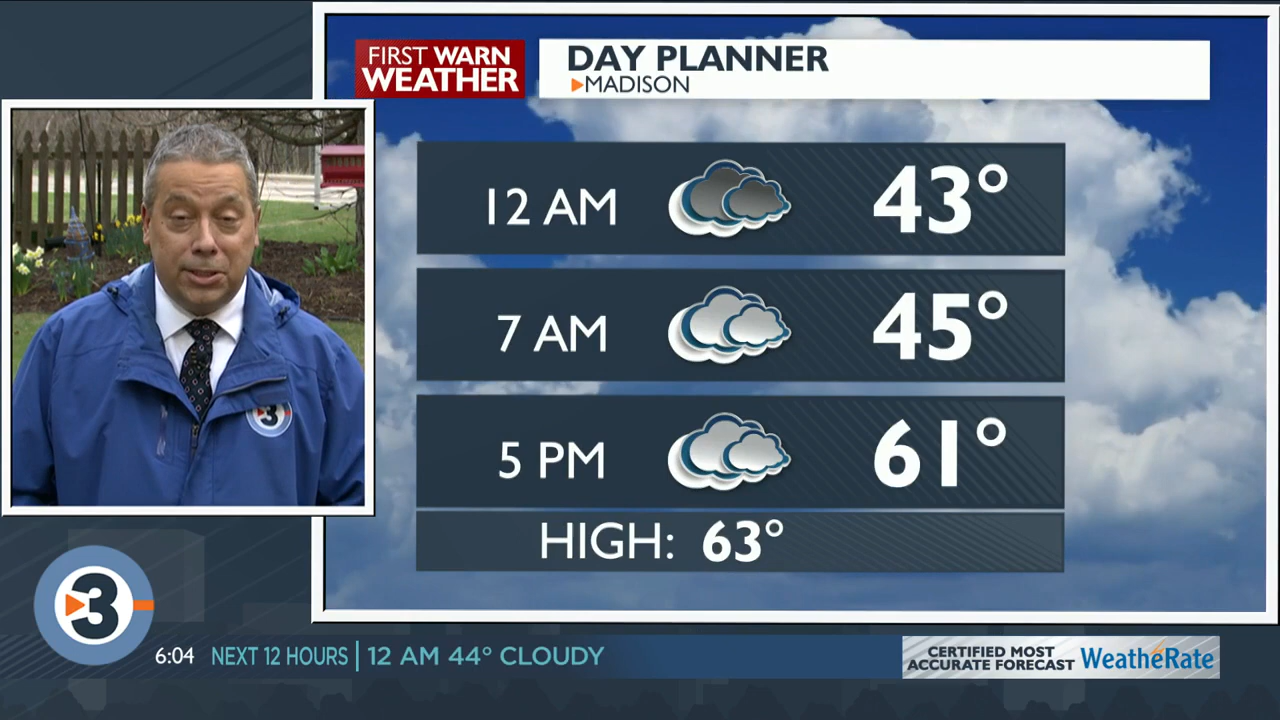 FIRST WARN
WEATHER
DAY PLANNER
MADISON
12 AM 43°
7 AM 45°
5 PM 61°
HIGH: 63°
3
3
6:04 NEXT 12 HOURS 12 AM 44° CLOUDY
CERTIFIED MOST
ACCURATE FORECAST WeatheRate